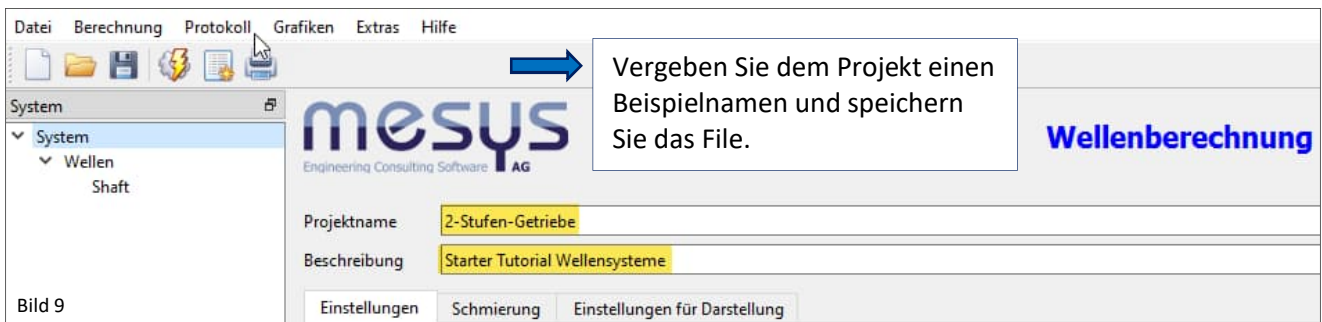 Datei Berechnung Protokoll Grafiken Extras Hilfe
Vergeben Sie dem Projekt einen
Beispielnamen und speichern
Sie das File.
System
System
Wellen
Shaft
mesys
Engineering Consulting Software AG
Wellenberechnung
Projektname 2-Stufen-Getriebe
Beschreibung Starter Tutorial Wellensysteme
Einstellungen Schmierung Einstellungen für Darstellung
Bild 9